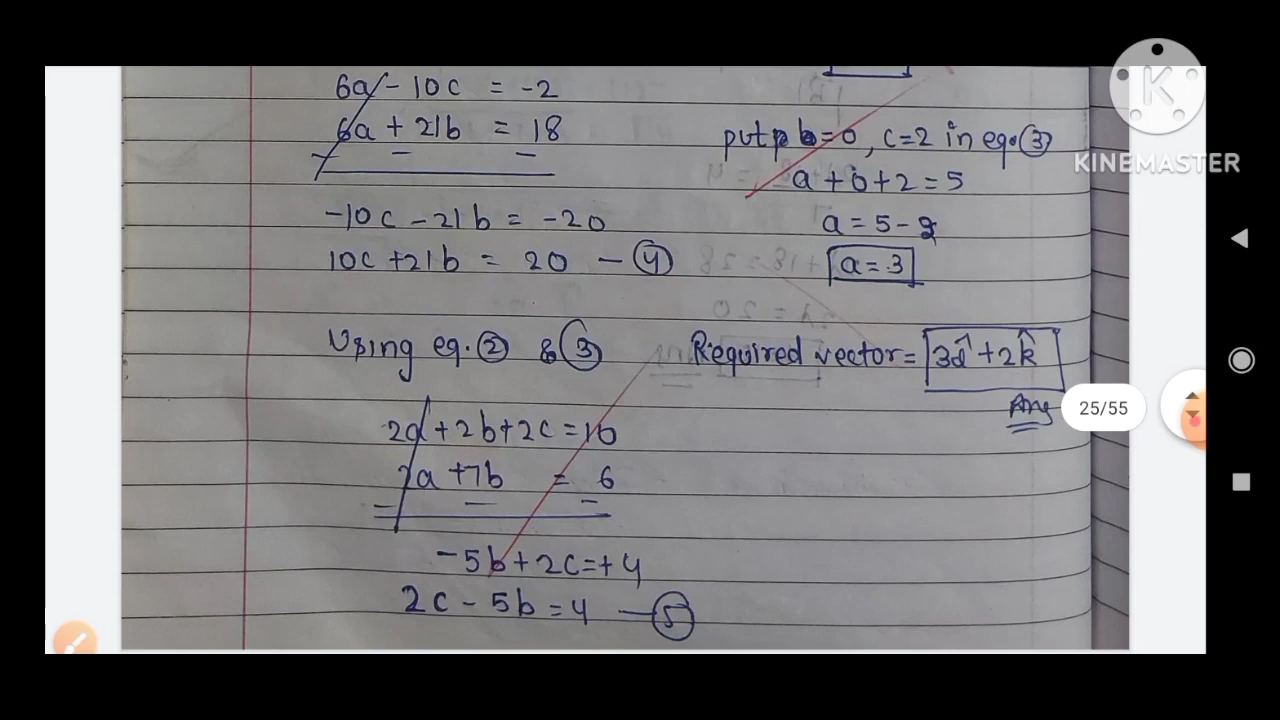 6a - 10c = -2
6a + 21b = 18
- - -
-10c - 21b = -20
10c + 21b = 20 - (4)
Using eq. (2) & (3)
2a + 2b + 2c = 10
2a + 7b = 6
- - -
-5b + 2c = +4
2c - 5b = 4 - (5)
put b = 0, c = 2 in eq. (3)
a + 0 + 2 = 5
a = 5 - 2
a = 3
Required vector = 3î + 2k̂
Ans
KINEMASTER
25/55